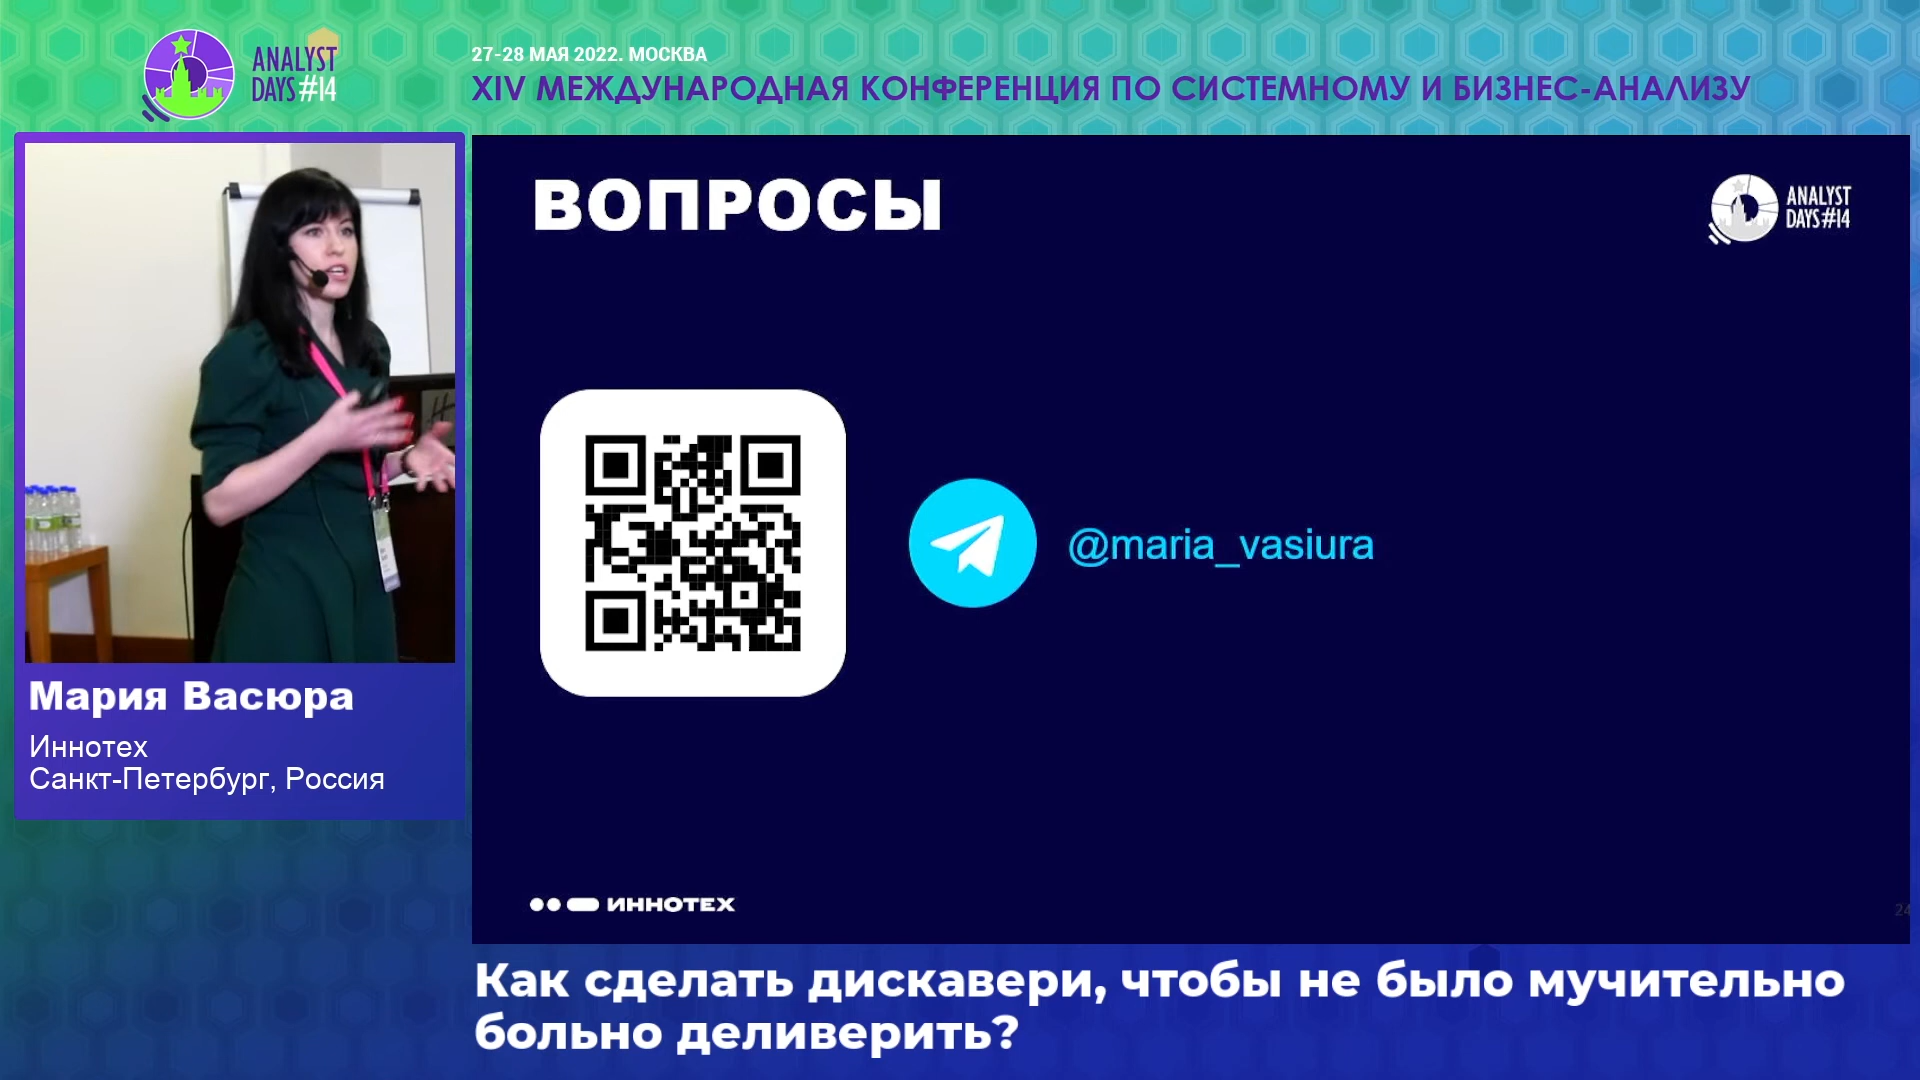 ANALYST
DAYS#14
27-28 МАЯ 2022. МОСКВА
XIV МЕЖДУНАРОДНАЯ КОНФЕРЕНЦИЯ ПО СИСТЕМНОМУ И БИЗНЕС-АНАЛИЗУ
ВОПРОСЫ
ANALYST
DAYS#14
@maria_vasiura
Мария Васюра
Иннотех
Санкт-Петербург, Россия
ИННОТЕХ
24
Как сделать дискавери, чтобы не было мучительно
больно деливерить?